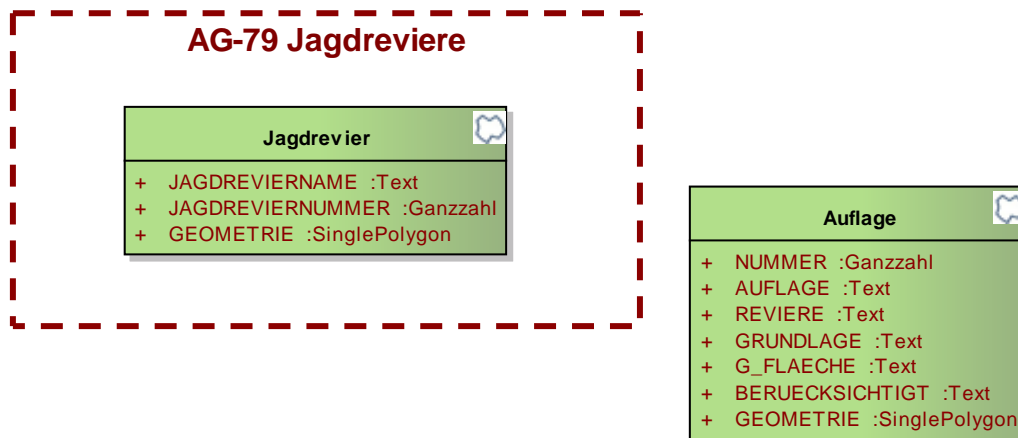 AG-79 Jagdreviere
Jagdrevier
+ JAGDREVIERNAME :Text
+ JAGDREVIERNUMMER :Ganzzahl
+ GEOMETRIE :SinglePolygon
Auflage
+ NUMMER :Ganzzahl
+ AUFLAGE :Text
+ REVIERE :Text
+ GRUNDLAGE :Text
+ G_FLAECHE :Text
+ BERUECKSICHTIGT :Text
+ GEOMETRIE :SinglePolygon